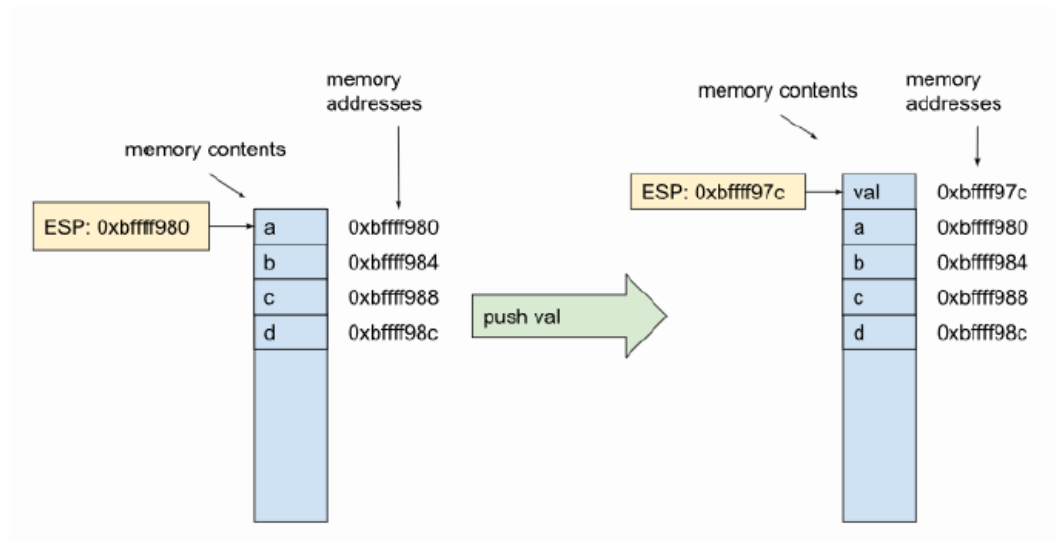 memory
addresses
memory contents
ESP: 0xbffff980
a
0xbffff980
b
0xbffff984
c
0xbffff988
d
0xbffff98c
push val
memory contents
memory
addresses
ESP: 0xbffff97c
val
0xbffff97c
a
0xbffff980
b
0xbffff984
c
0xbffff988
d
0xbffff98c